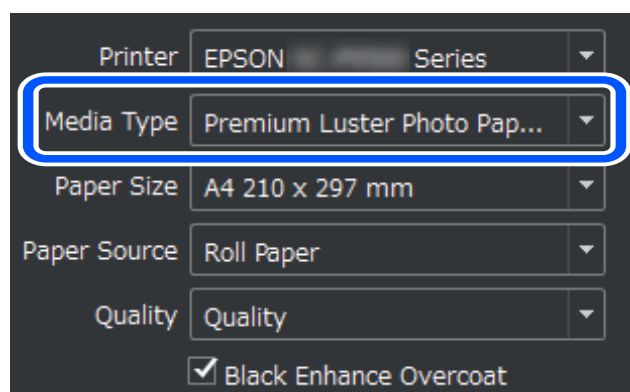 Printer EPSON Series
Media Type Premium Luster Photo Pap...
Paper Size A4 210 x 297 mm
Paper Source Roll Paper
Quality Quality
Black Enhance Overcoat